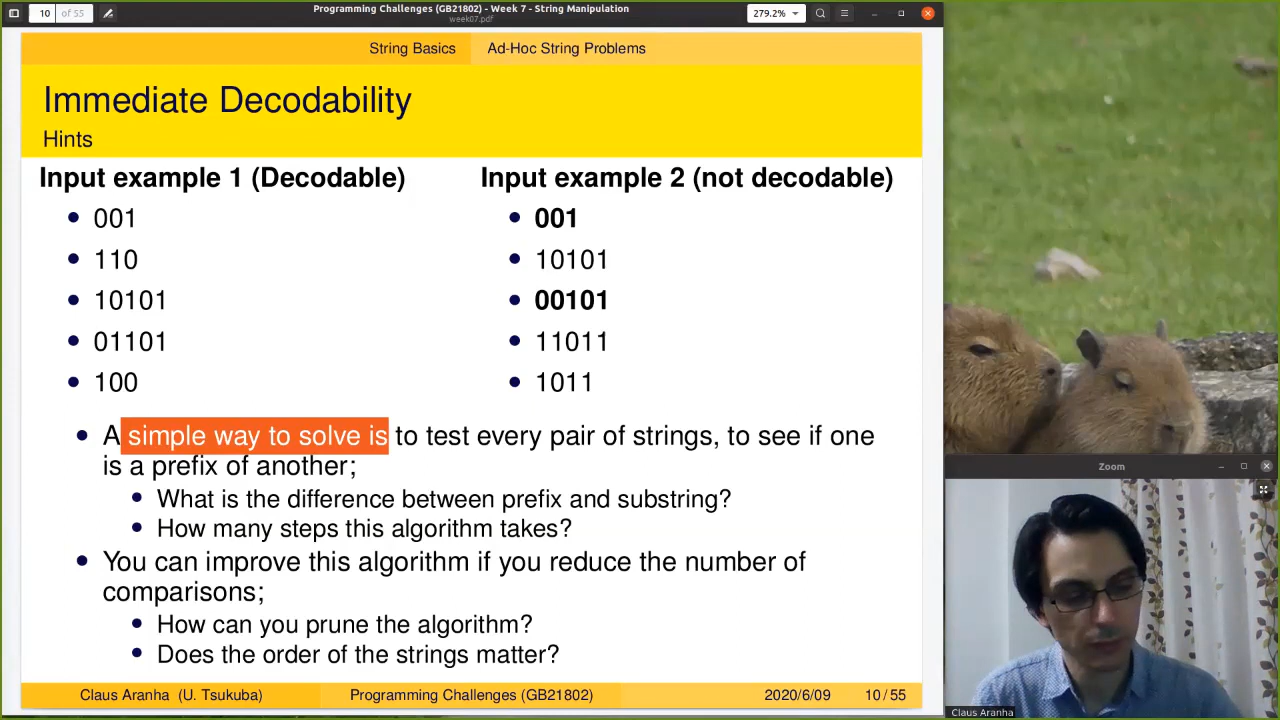 10 of 55
Programming Challenges (GB21802) - Week 7 - String Manipulation
week07.pdf
279.2%
String Basics
Ad-Hoc String Problems
Immediate Decodability
Hints
Input example 1 (Decodable)
001
110
10101
01101
100
Input example 2 (not decodable)
001
10101
00101
11011
1011
A simple way to solve is to test every pair of strings, to see if one
is a prefix of another;
What is the difference between prefix and substring?
How many steps this algorithm takes?
You can improve this algorithm if you reduce the number of
comparisons;
How can you prune the algorithm?
Does the order of the strings matter?
Claus Aranha (U. Tsukuba)
Programming Challenges (GB21802)
2020/6/09
10 / 55
Zoom
Claus Aranha